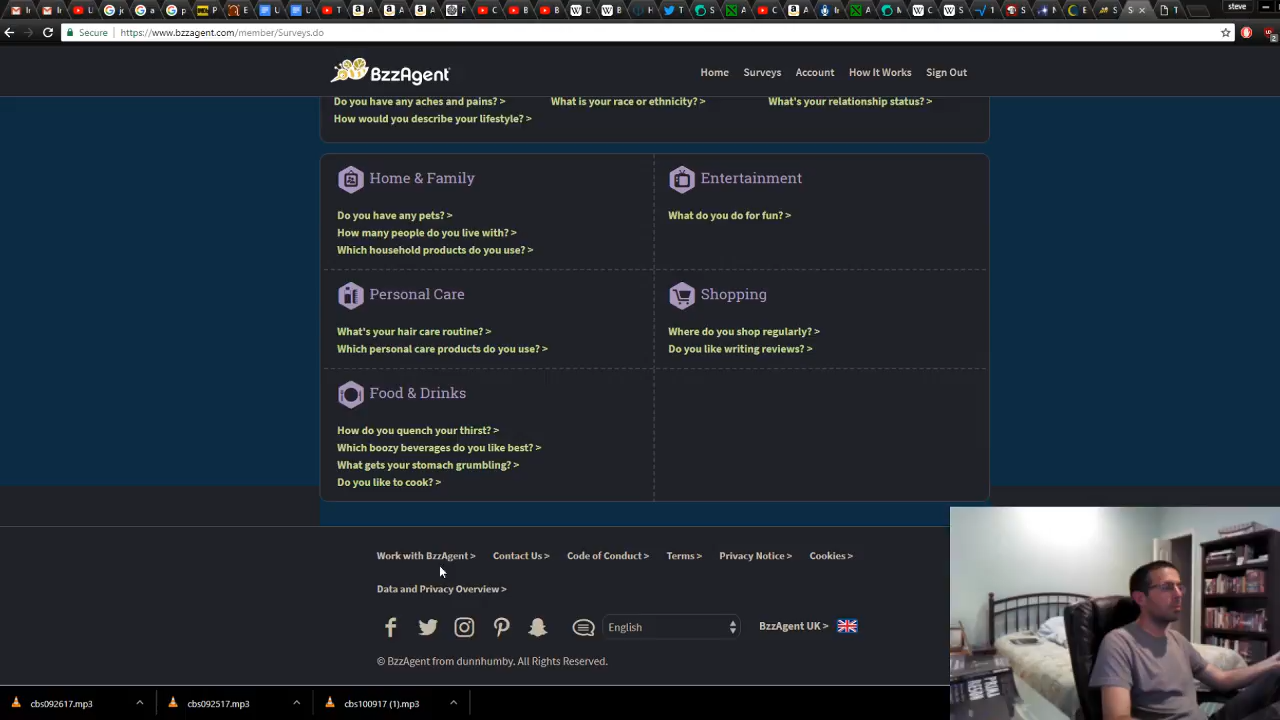 steve
Secure
https://www.bzzagent.com/member/Surveys.do
BzzAgent
Home Surveys Account How It Works Sign Out
Do you have any aches and pains? > What is your race or ethnicity? > What's your relationship status? >
How would you describe your lifestyle? >
Home & Family
Do you have any pets? >
How many people do you live with? >
Which household products do you use? >
Entertainment
What do you do for fun? >
Personal Care
What's your hair care routine? >
Which personal care products do you use? >
Shopping
Where do you shop regularly? >
Do you like writing reviews? >
Food & Drinks
How do you quench your thirst? >
Which boozy beverages do you like best? >
What gets your stomach grumbling? >
Do you like to cook? >
Work with BzzAgent > Contact Us > Code of Conduct > Terms > Privacy Notice > Cookies >
Data and Privacy Overview >
English
BzzAgent UK >
© BzzAgent from dunnhumby. All Rights Reserved.
cbs092617.mp3 cbs092517.mp3 cbs100917 (1).mp3